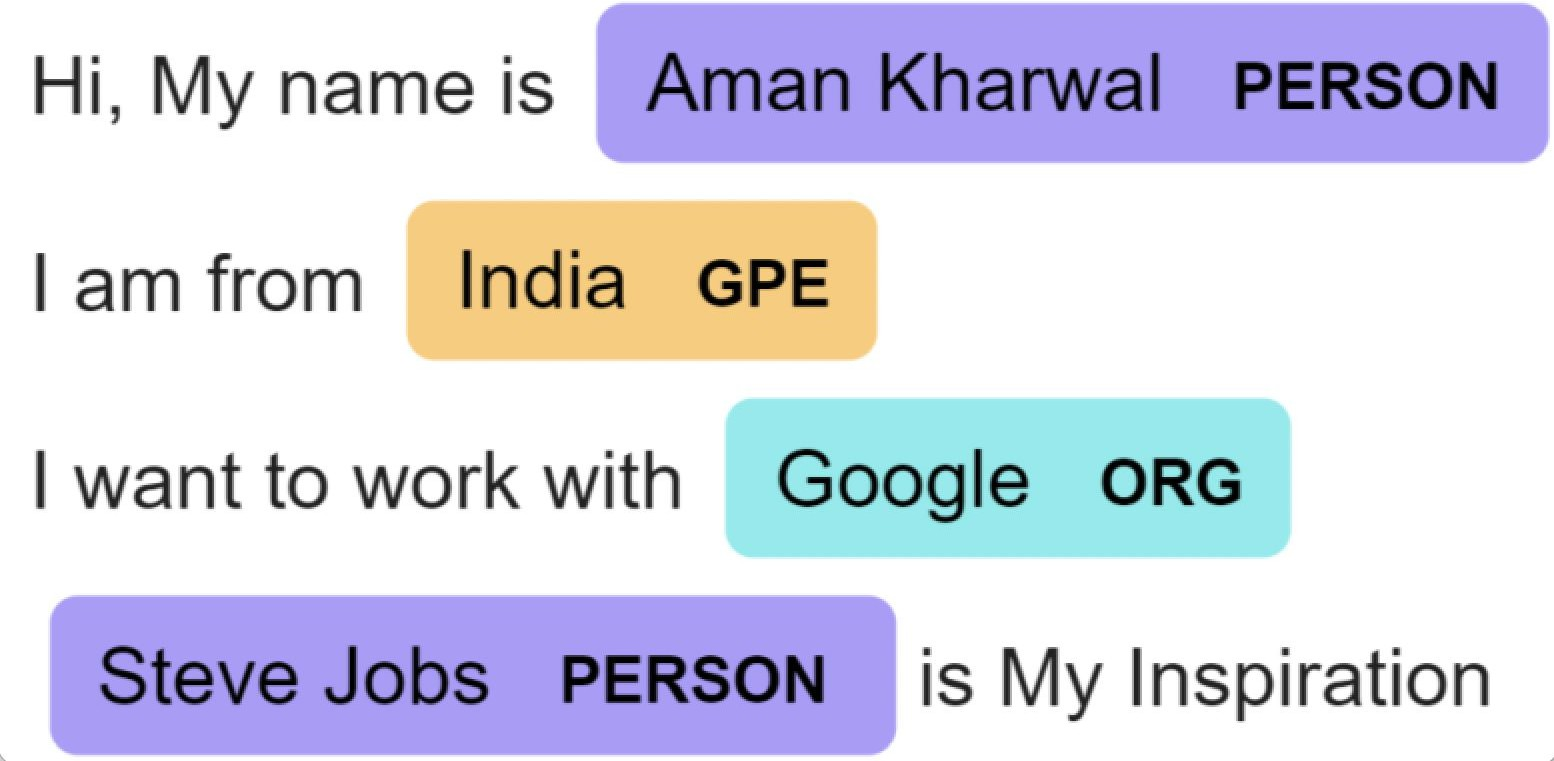 Hi, My name is Aman Kharwal PERSON
I am from India GPE
I want to work with Google ORG
Steve Jobs PERSON is My Inspiration